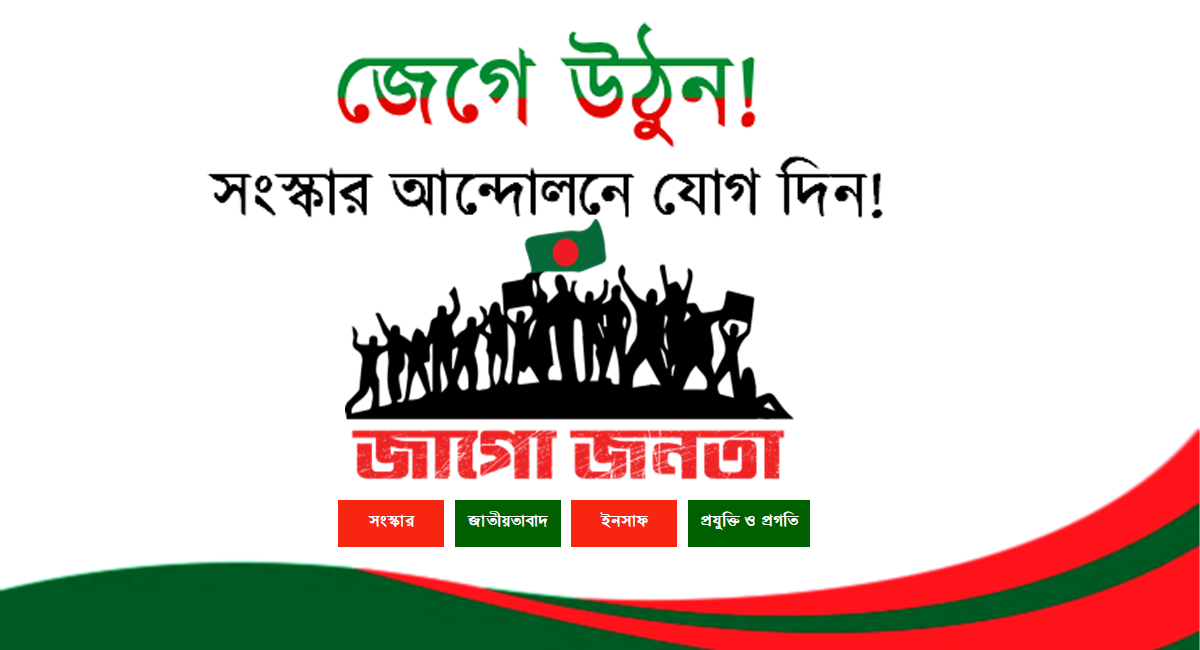 জেগে উঠুন!
সংস্কার আন্দোলনে যোগ দিন!
জাগো জনতা
সংস্কার
জাতীয়তাবাদ
ইনসাফ
প্রযুক্তি ও প্রগতি